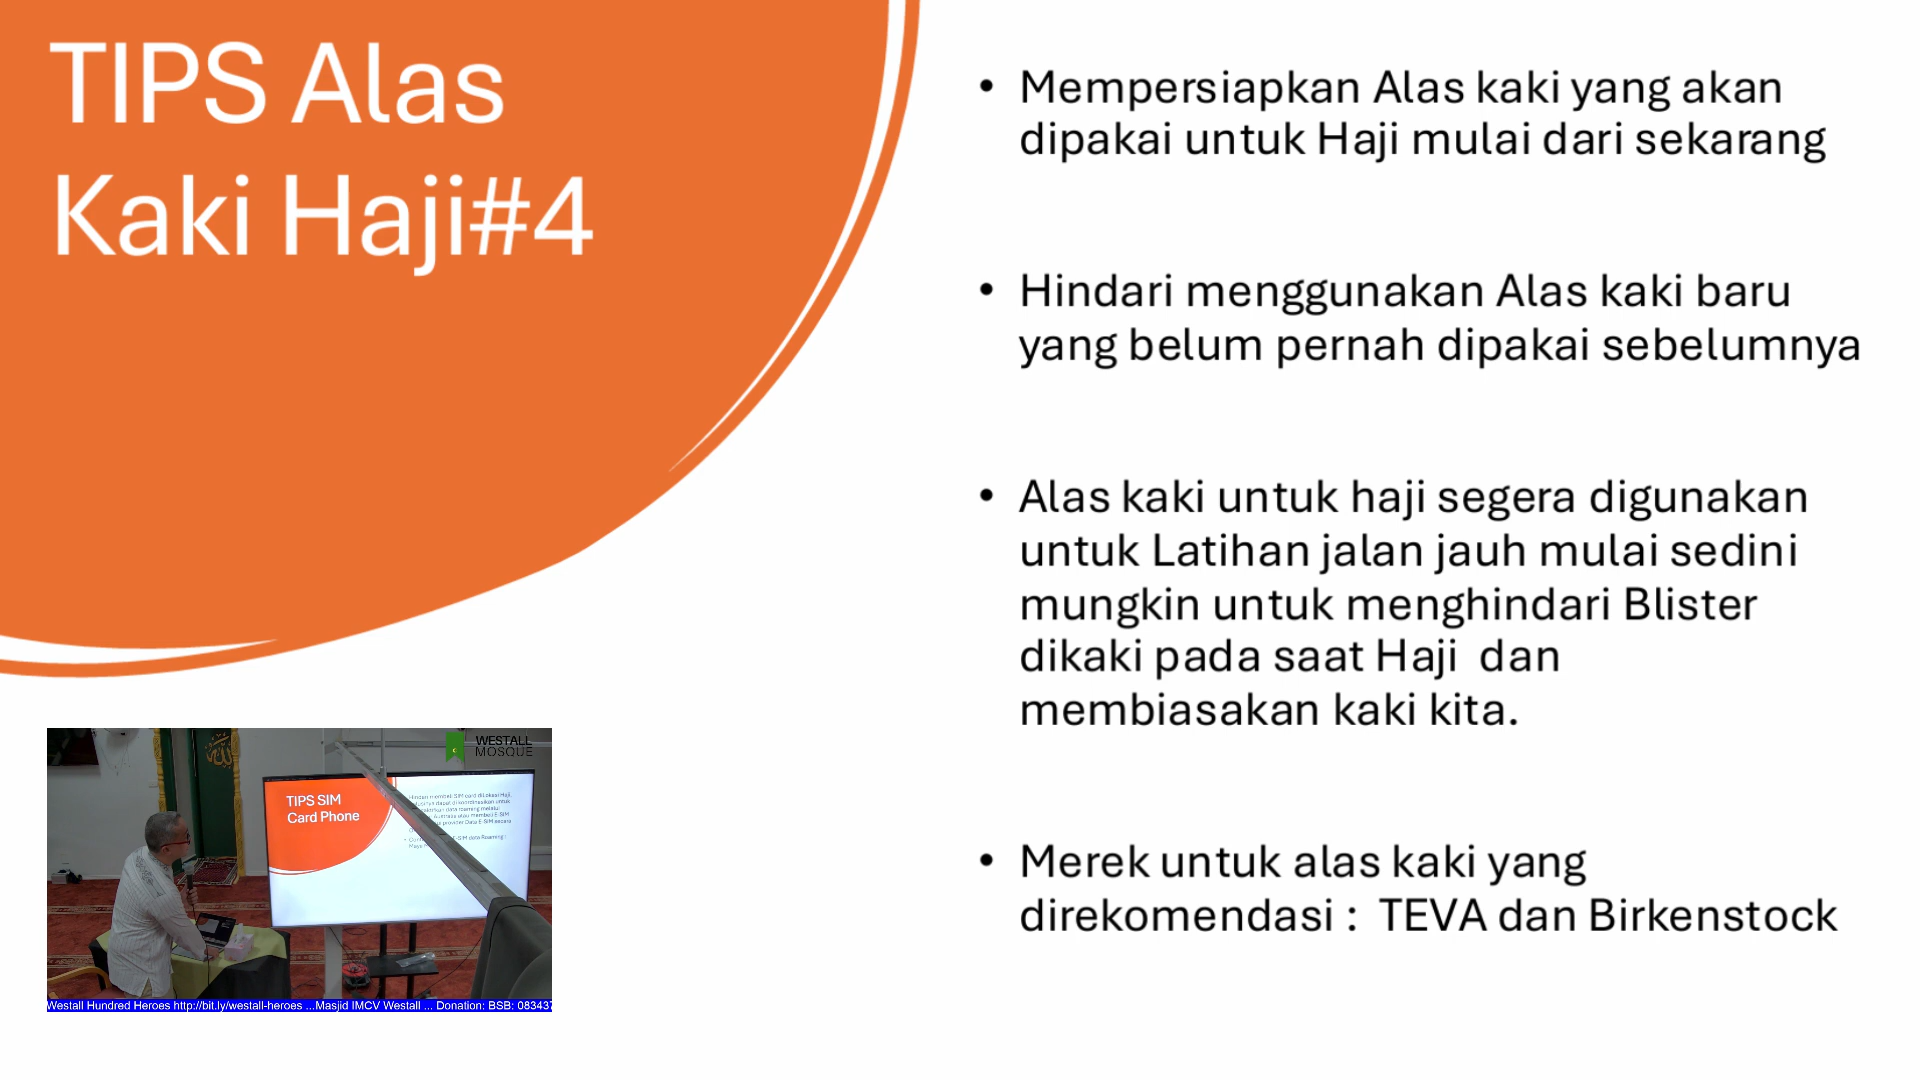 TIPS Alas
Kaki Haji#4
• Mempersiapkan Alas kaki yang akan
dipakai untuk Haji mulai dari sekarang
• Hindari menggunakan Alas kaki baru
yang belum pernah dipakai sebelumnya
• Alas kaki untuk haji segera digunakan
untuk Latihan jalan jauh mulai sedini
mungkin untuk menghindari Blister
dikaki pada saat Haji dan
membiasakan kaki kita.
• Merek untuk alas kaki yang
direkomendasi : TEVA dan Birkenstock
WESTALL
MOSQUE
TIPS SIM
Card Phone
Westall Hundred Heroes http://bit.ly/westall-heroes ...Masjid IMCV Westall ... Donation: BSB: 08343